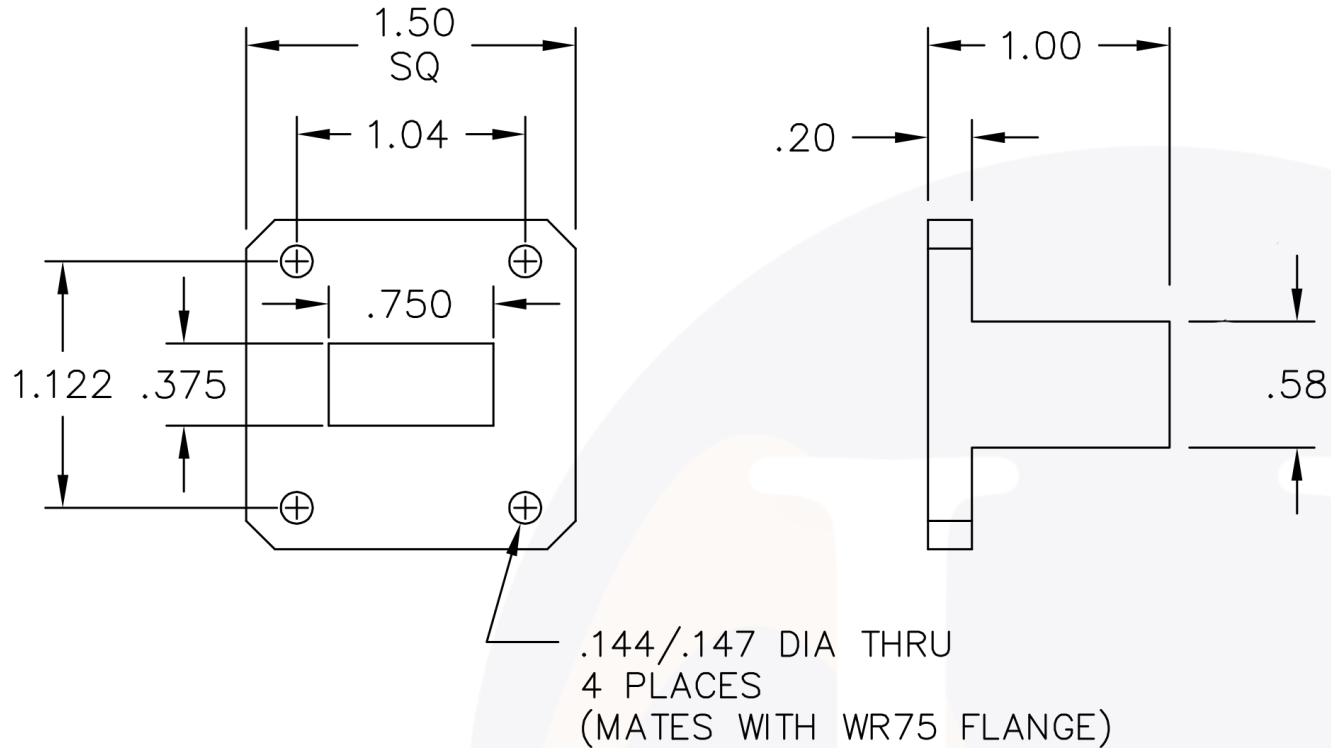 1.50
SQ
1.04
.750
1.122
.375
1.00
.20
.58
.144/.147 DIA THRU
4 PLACES
(MATES WITH WR75 FLANGE)